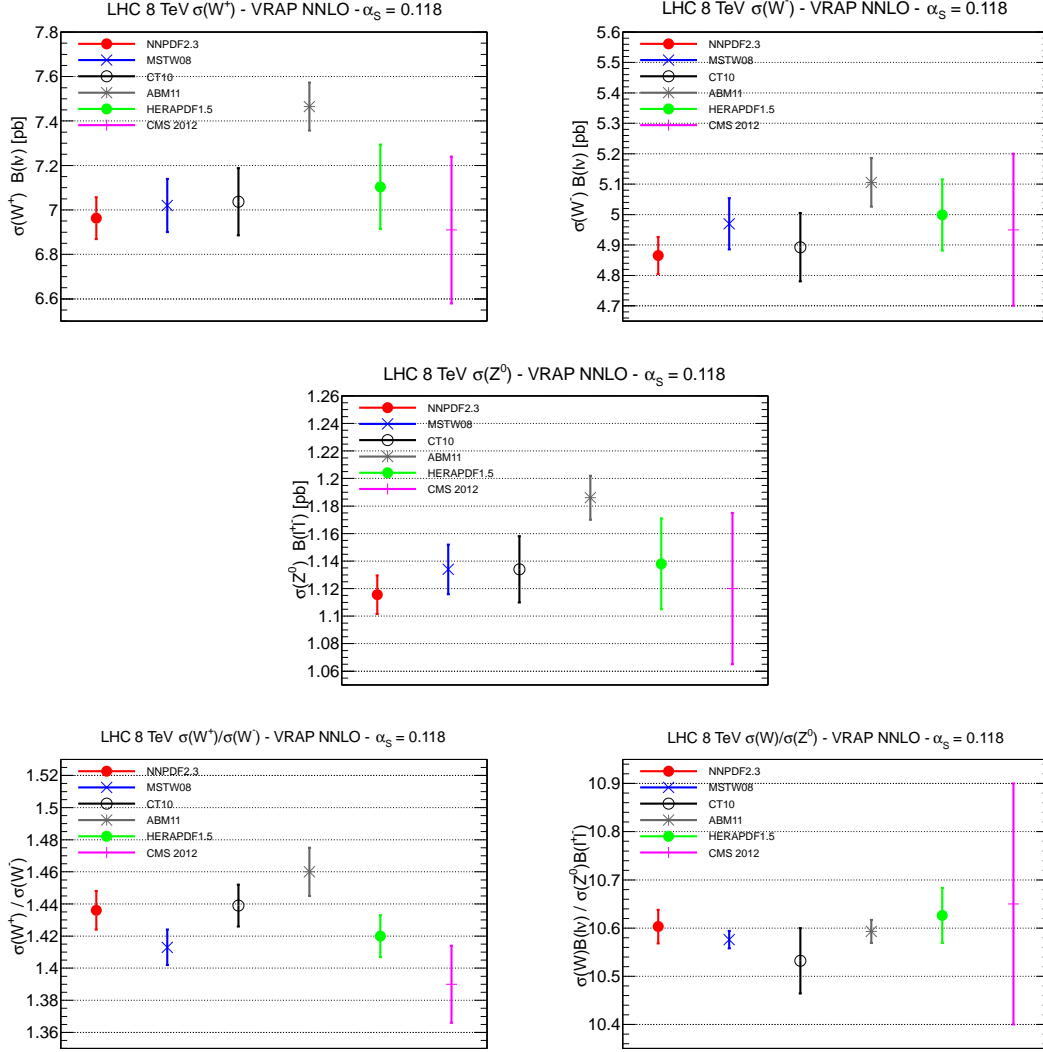 LHC 8 TeV σ(W⁺) - VRAP NNLO - α_S = 0.118
σ(W⁺) B(lν) [pb]
7.8
7.6
7.4
7.2
7
6.8
6.6
NNPDF2.3
MSTW08
CT10
ABM11
HERAPDF1.5
CMS 2012
LHC 8 TeV σ(W⁻) - VRAP NNLO - α_S = 0.118
σ(W⁻) B(lν) [pb]
5.6
5.5
5.4
5.3
5.2
5.1
5
4.9
4.8
4.7
NNPDF2.3
MSTW08
CT10
ABM11
HERAPDF1.5
CMS 2012
LHC 8 TeV σ(Z⁰) - VRAP NNLO - α_S = 0.118
σ(Z⁰) B(l⁺l⁻) [pb]
1.26
1.24
1.22
1.2
1.18
1.16
1.14
1.12
1.1
1.08
1.06
NNPDF2.3
MSTW08
CT10
ABM11
HERAPDF1.5
CMS 2012
LHC 8 TeV σ(W⁺)/σ(W⁻) - VRAP NNLO - α_S = 0.118
σ(W⁺) / σ(W⁻)
1.52
1.5
1.48
1.46
1.44
1.42
1.4
1.38
1.36
NNPDF2.3
MSTW08
CT10
ABM11
HERAPDF1.5
CMS 2012
LHC 8 TeV σ(W)/σ(Z⁰) - VRAP NNLO - α_S = 0.118
σ(W)B(lν) / σ(Z⁰)B(l⁺l⁻)
10.9
10.8
10.7
10.6
10.5
10.4
NNPDF2.3
MSTW08
CT10
ABM11
HERAPDF1.5
CMS 2012